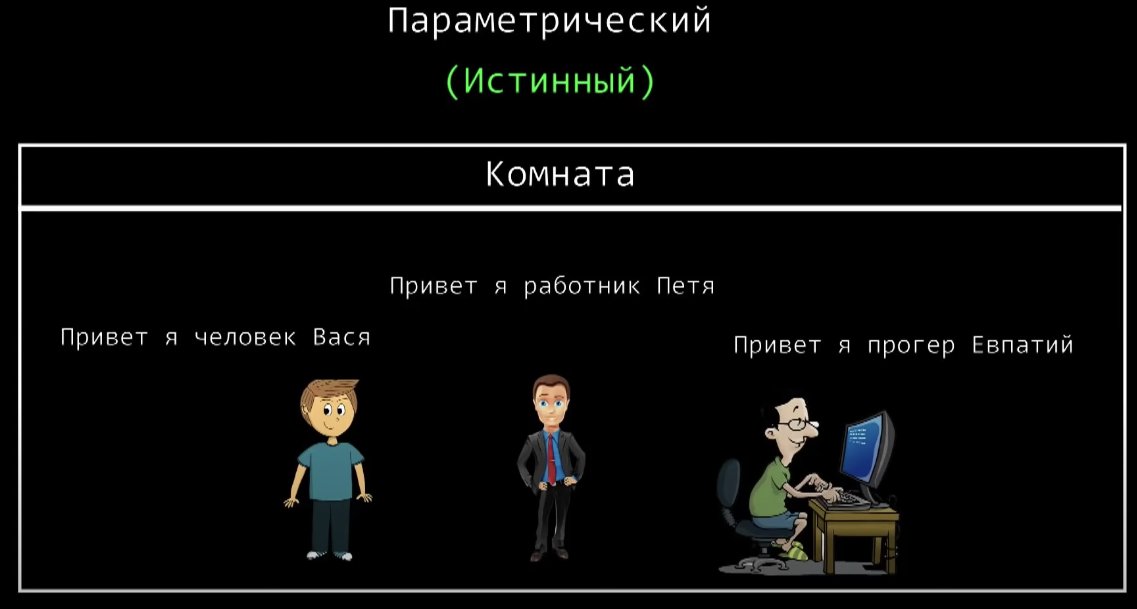 Параметрический
(Истинный)
Комната
Привет я работник Петя
Привет я человек Вася
Привет я прогер Евпатий